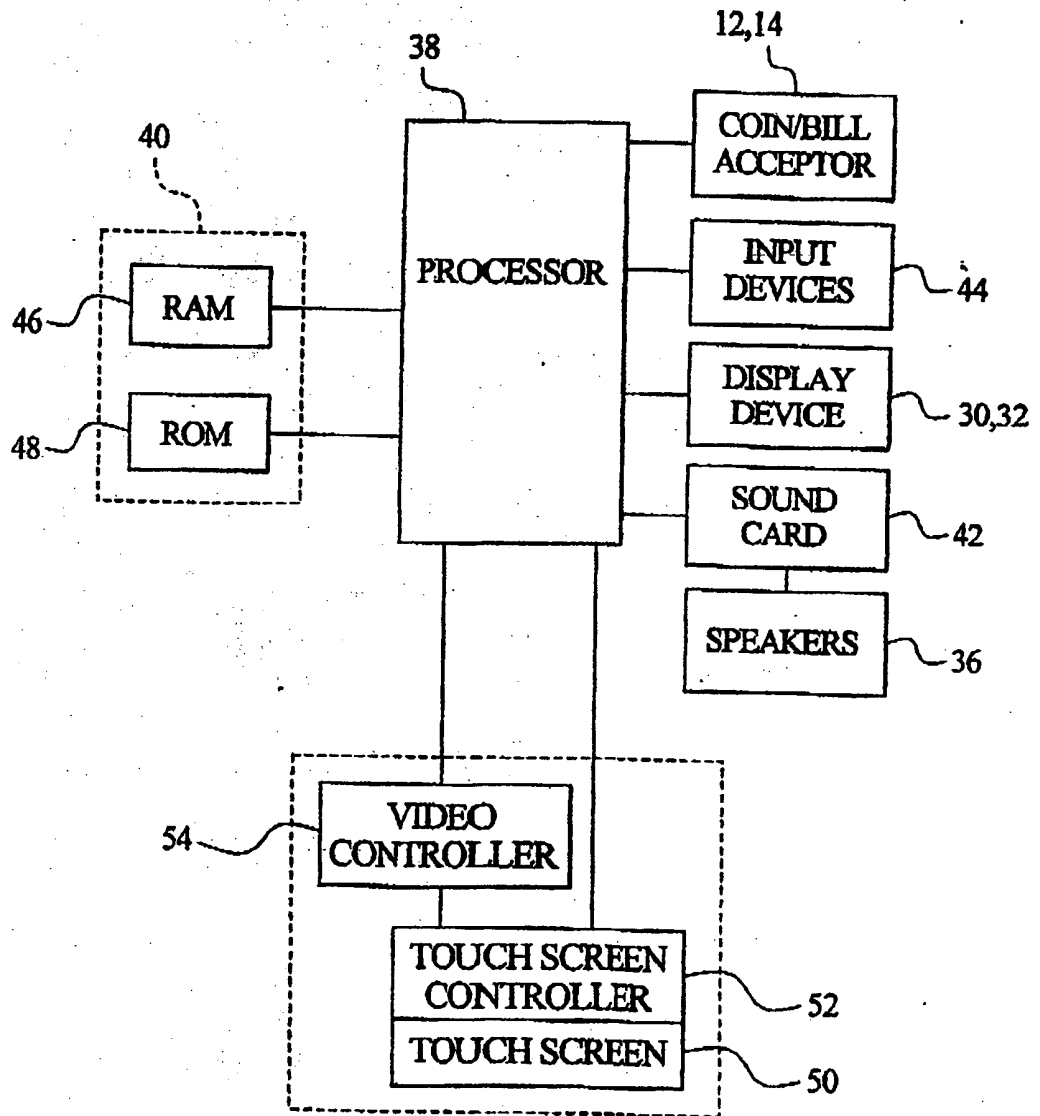 12,14
38
COIN/BILL
ACCEPTOR
40
PROCESSOR
INPUT
DEVICES
44
RAM
46
DISPLAY
DEVICE
30,32
ROM
48
SOUND
CARD
42
SPEAKERS
36
VIDEO
CONTROLLER
54
TOUCH SCREEN
CONTROLLER
52
TOUCH SCREEN
50